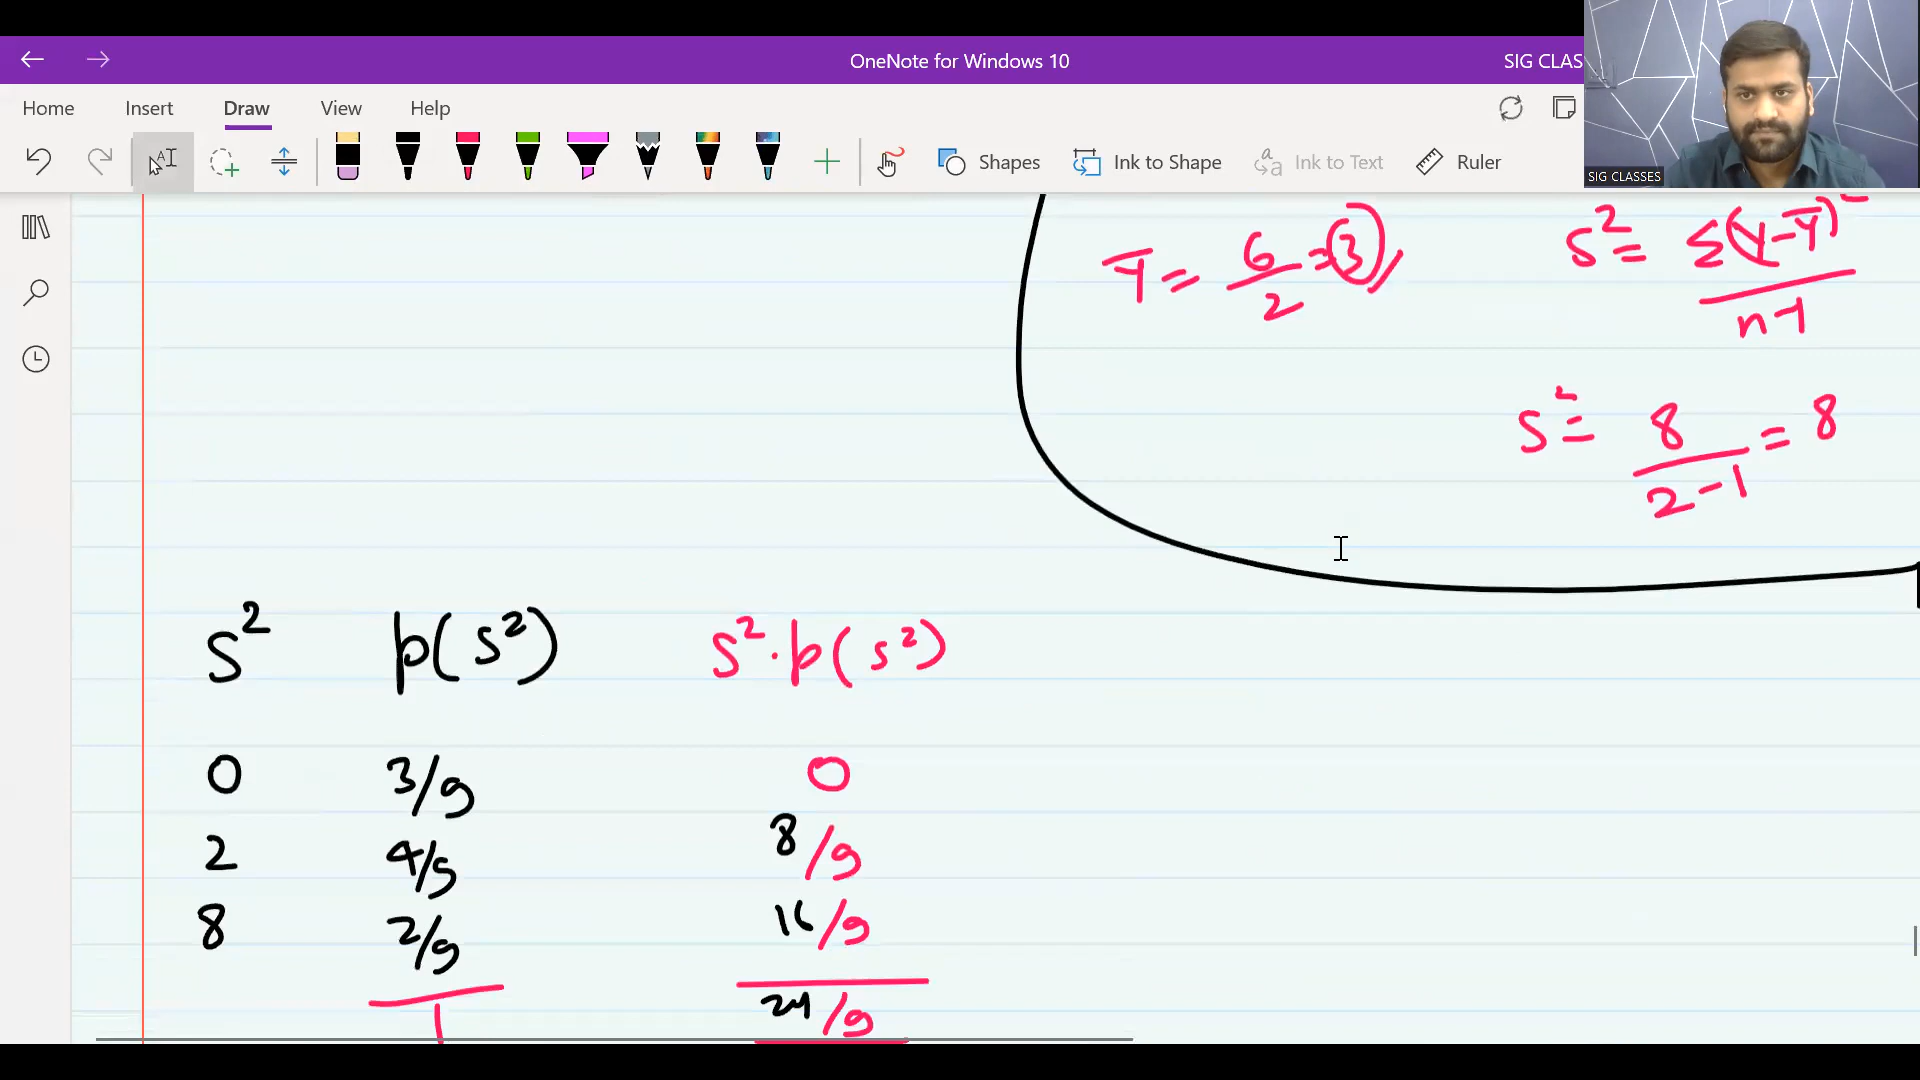 OneNote for Windows 10
SIG CLAS
Home Insert Draw View Help
Shapes Ink to Shape Ink to Text Ruler
SIG CLASSES
Ȳ = 6/2 = 3
S² = Σ(Y-Ȳ)²/n-1
S² = 8/2-1 = 8
S² p(s²) S²·p(s²)
0 3/9 0
2 4/9 8/9
8 2/9 16/9
1 24/9